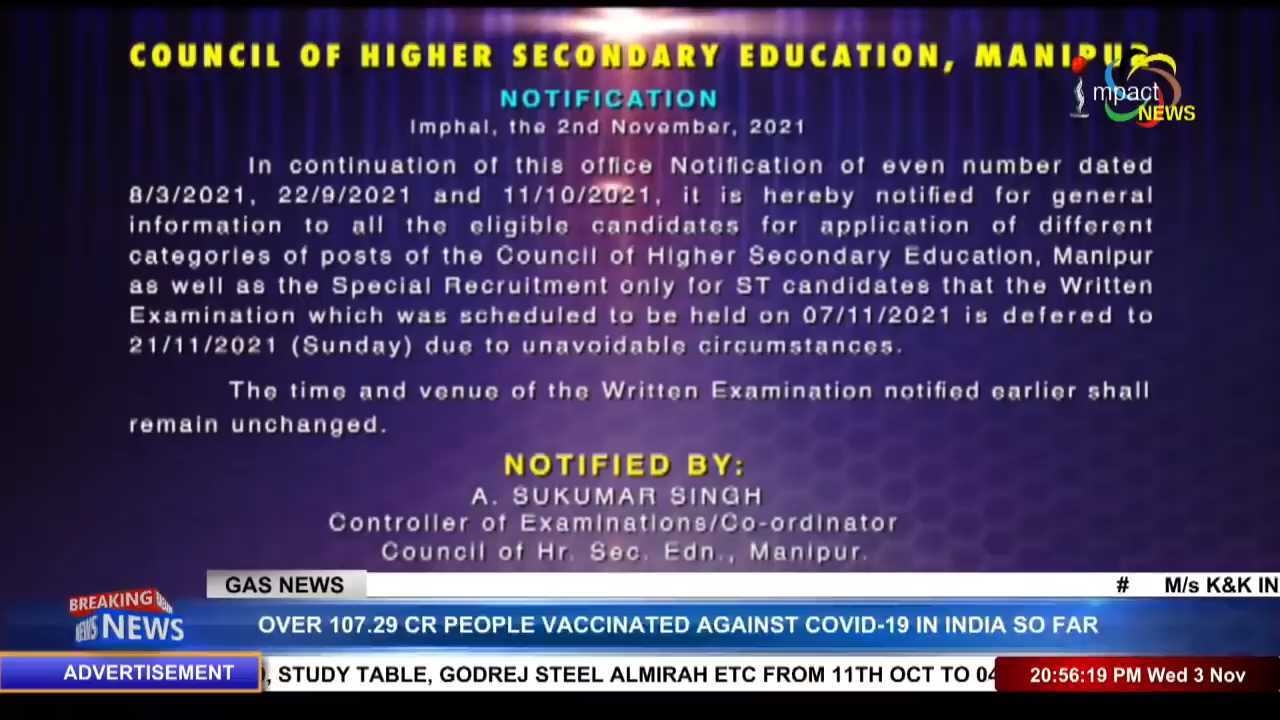 COUNCIL OF HIGHER SECONDARY EDUCATION, MANIPUR
mpact
NEWS
NOTIFICATION
Imphal, the 2nd November, 2021
In continuation of this office Notification of even number dated
8/3/2021, 22/9/2021 and 11/10/2021, it is hereby notified for general
information to all the eligible candidates for application of different
categories of posts of the Council of Higher Secondary Education, Manipur
as well as the Special Recruitment only for ST candidates that the Written
Examination which was scheduled to be held on 07/11/2021 is defered to
21/11/2021 (Sunday) due to unavoidable circumstances.
The time and venue of the Written Examination notified earlier shall
remain unchanged.
NOTIFIED BY:
A. SUKUMAR SINGH
Controller of Examinations/Co-ordinator
Council of Hr. Sec. Edn., Manipur.
GAS NEWS # M/s K&K IN
BREAKING
NEWS NEWS
OVER 107.29 CR PEOPLE VACCINATED AGAINST COVID-19 IN INDIA SO FAR
ADVERTISEMENT , STUDY TABLE, GODREJ STEEL ALMIRAH ETC FROM 11TH OCT TO 04 20:56:19 PM Wed 3 Nov